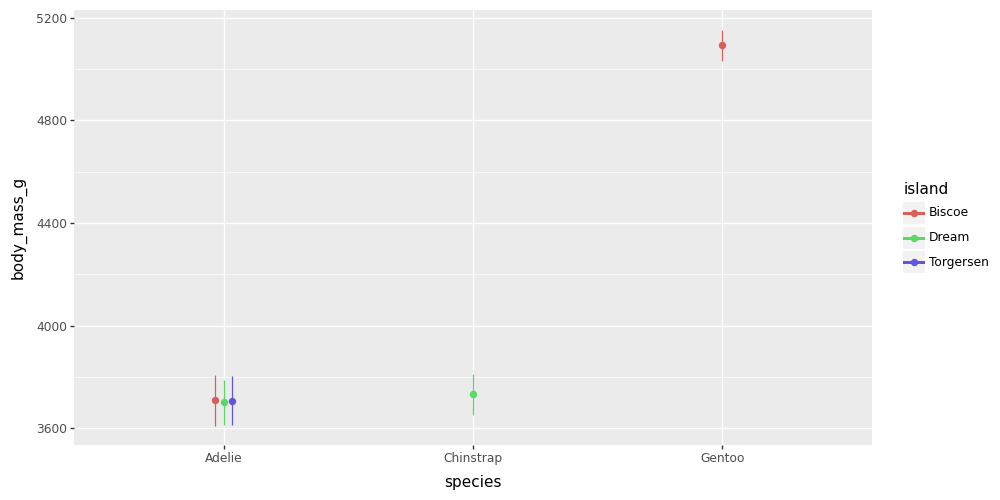 5200
4800
4400
4000
3600
body_mass_g
Adelie
Chinstrap
Gentoo
species
island
Biscoe
Dream
Torgersen